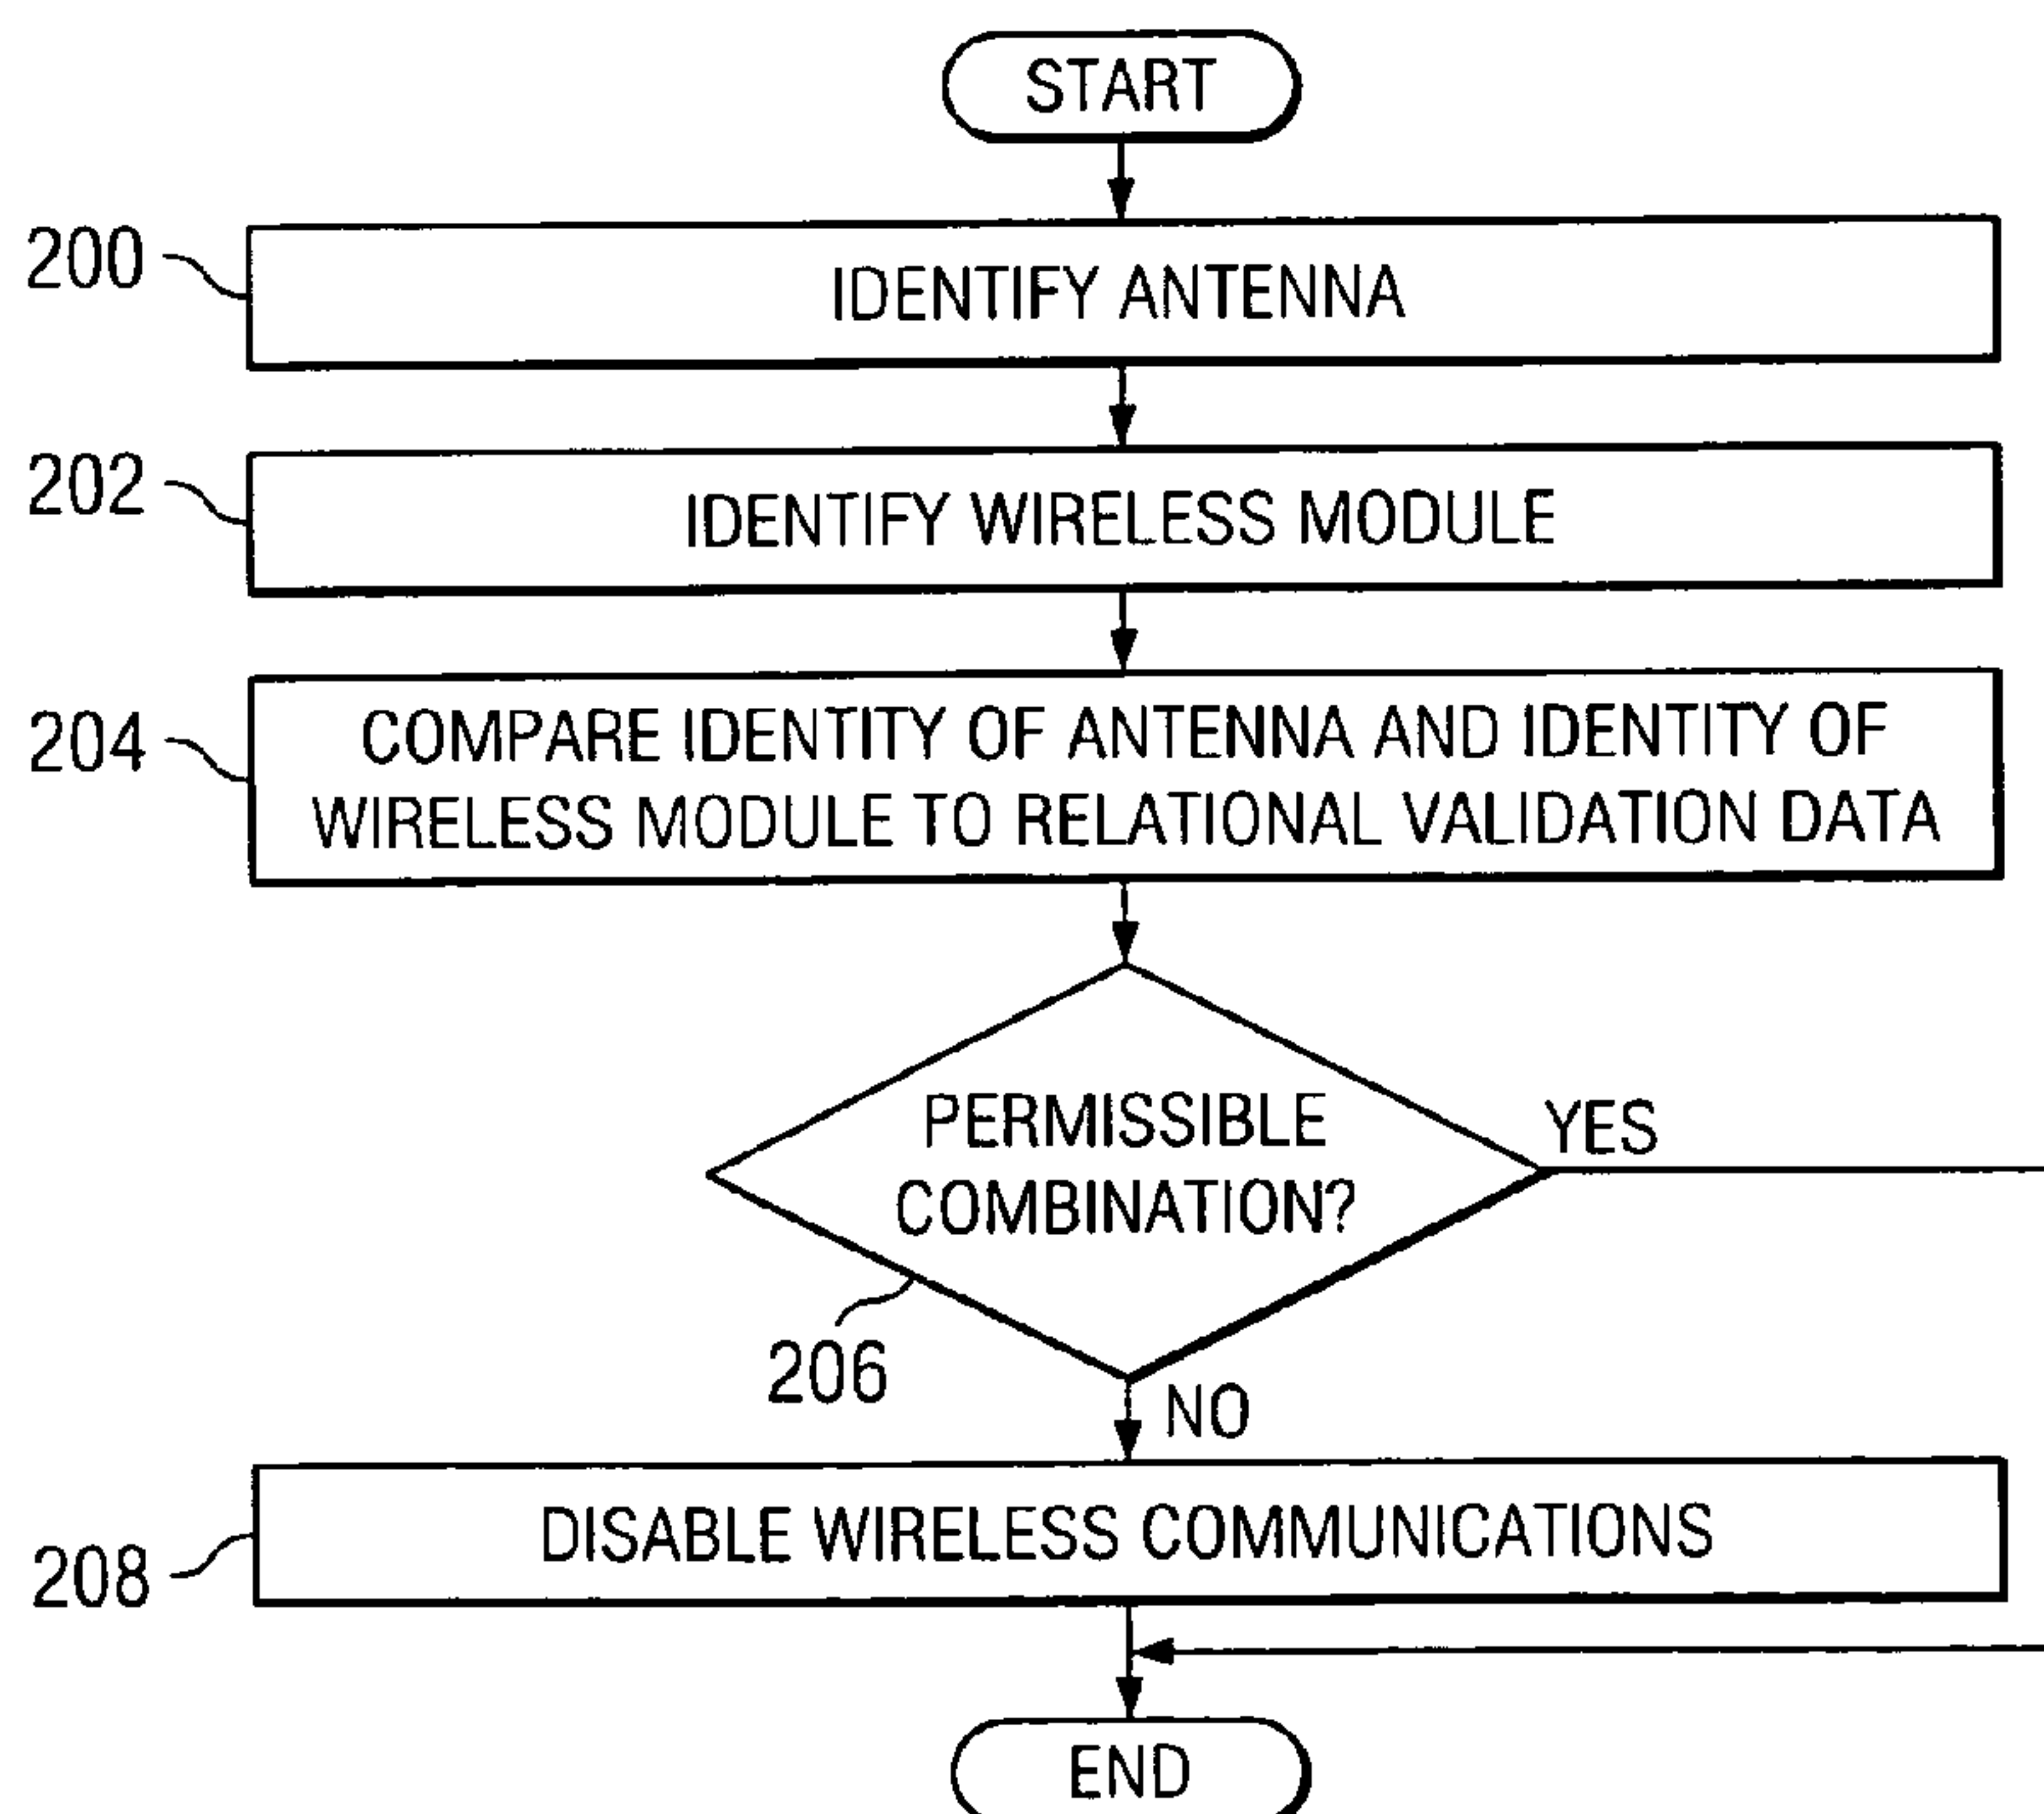 START
200
IDENTIFY ANTENNA
202
IDENTIFY WIRELESS MODULE
204
COMPARE IDENTITY OF ANTENNA AND IDENTITY OF
WIRELESS MODULE TO RELATIONAL VALIDATION DATA
PERMISSIBLE
COMBINATION?
YES
206
NO
208
DISABLE WIRELESS COMMUNICATIONS
END